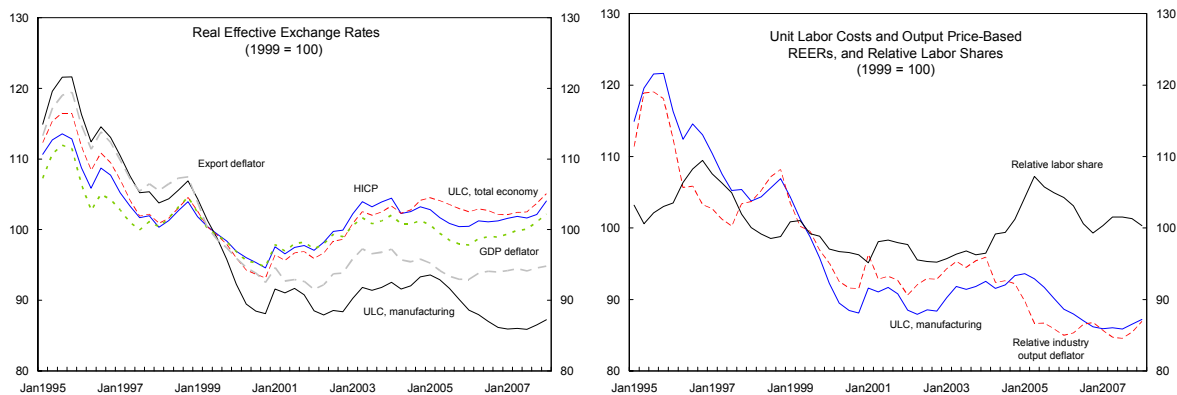 Real Effective Exchange Rates
(1999 = 100)
130
120
110
100
90
80
130
120
110
100
90
80
Export deflator
HICP
ULC, total economy
GDP deflator
ULC, manufacturing
Jan1995 Jan1997 Jan1999 Jan2001 Jan2003 Jan2005 Jan2007
Unit Labor Costs and Output Price-Based
REERs, and Relative Labor Shares
(1999 = 100)
130
120
110
100
90
80
130
120
110
100
90
80
Relative labor share
ULC, manufacturing
Relative industry
output deflator
Jan1995 Jan1997 Jan1999 Jan2001 Jan2003 Jan2005 Jan2007